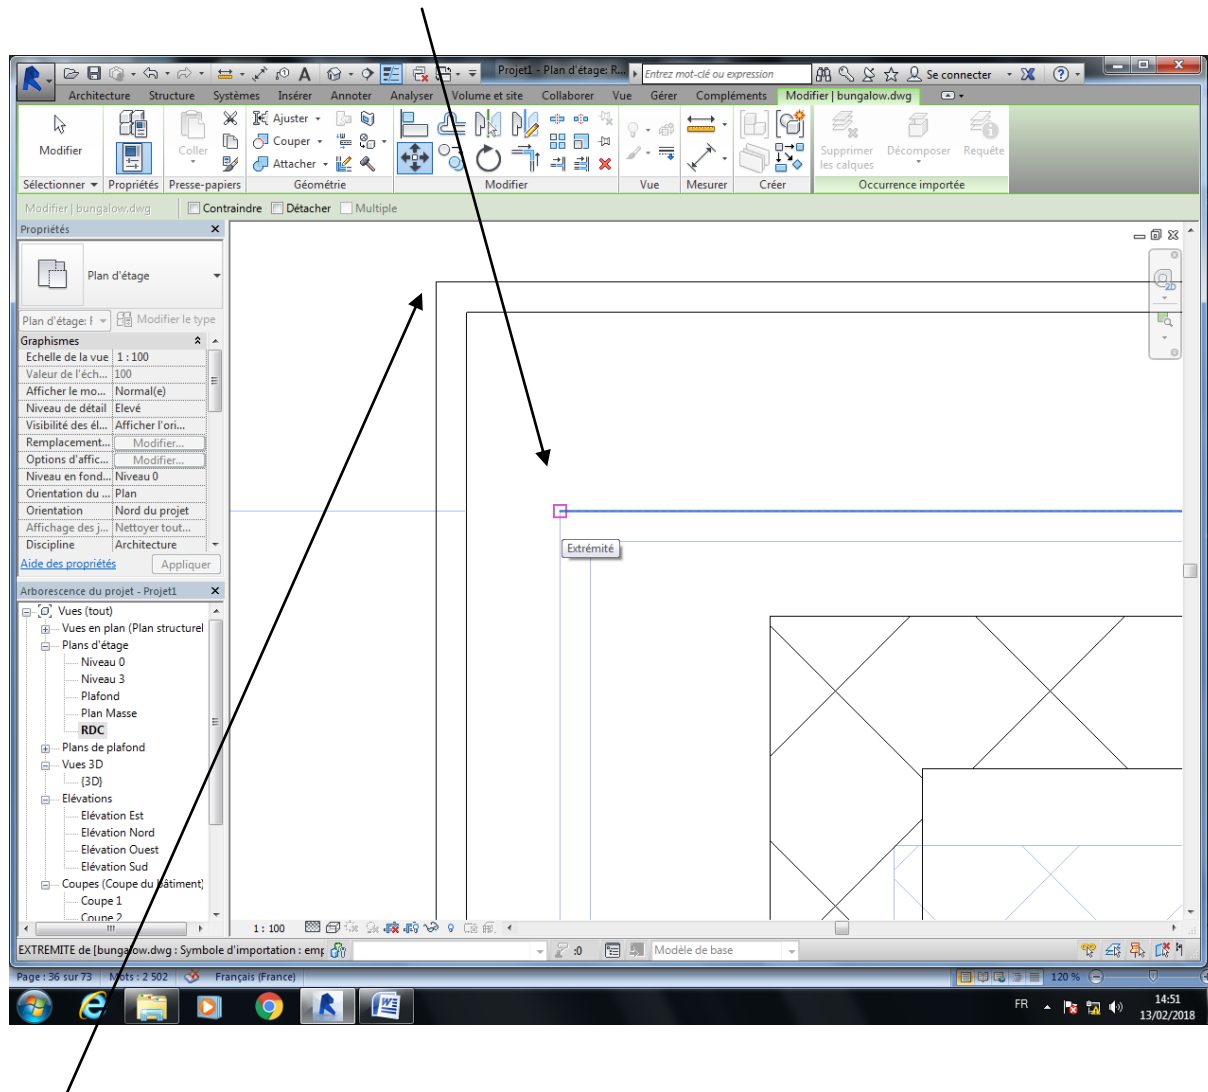 Projet1 - Plan d'étage: R...
Entrez mot-clé ou expression
Se connecter
Architecture Structure Systèmes Insérer Annoter Analyser Volume et site Collaborer Vue Gérer Compléments Modifier | bungalow.dwg
Modifier
Coller
Ajuster
Couper
Attacher
Supprimer les calques
Décomposer
Requête
Sélectionner Propriétés Presse-papiers Géométrie Modifier Vue Mesurer Créer Occurrence importée
Modifier | bungalow.dwg Contraindre Détacher Multiple
Propriétés
2D
Plan d'étage
Plan d'étage: Modifier le type
Graphismes
Echelle de la vue 1 : 100
Valeur de l'éch... 100
Afficher le mo... Normal(e)
Niveau de détail Elevé
Visibilité des él... Afficher l'ori...
Remplacement... Modifier...
Options d'affic... Modifier...
Niveau en fond... Niveau 0
Orientation du ... Plan
Orientation Nord du projet
Affichage des j... Nettoyer tout...
Discipline Architecture
Aide des propriétés Appliquer
Extrémité
Arborescence du projet - Projet1
Vues (tout)
Vues en plan (Plan structurel
Plans d'étage
Niveau 0
Niveau 3
Plafond
Plan Masse
RDC
Plans de plafond
Vues 3D
{3D}
Elévations
Elévation Est
Elévation Nord
Elévation Ouest
Elévation Sud
Coupes (Coupe du bâtiment)
Coupe 1
Coupe 2
1 : 100
EXTREMITE de [bungalow.dwg : Symbole d'importation : emp
:0
Modèle de base
Page : 36 sur 73 Mots : 2 502 Français (France) 120 %
FR
14:51
13/02/2018